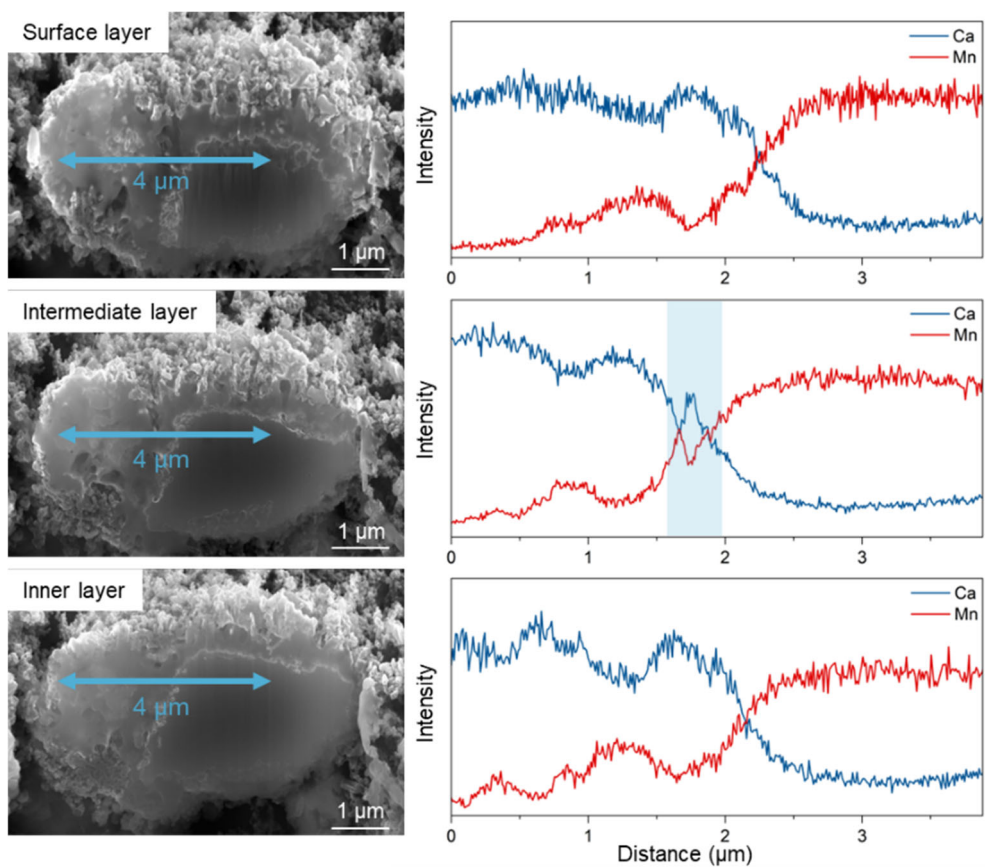 Surface layer
4 μm
1 μm
Intensity
Ca
Mn
0
1
2
3
Intermediate layer
4 μm
1 μm
Intensity
Ca
Mn
0
1
2
3
Inner layer
4 μm
1 μm
Intensity
Ca
Mn
0
1
2
3
Distance (μm)